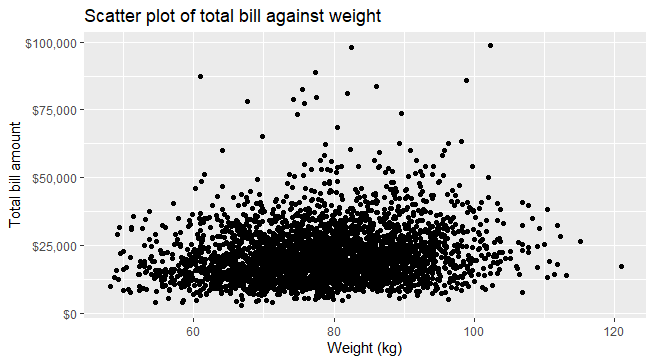 Scatter plot of total bill against weight
$100,000
$75,000
$50,000
$25,000
$0
Total bill amount
60 80 100 120
Weight (kg)